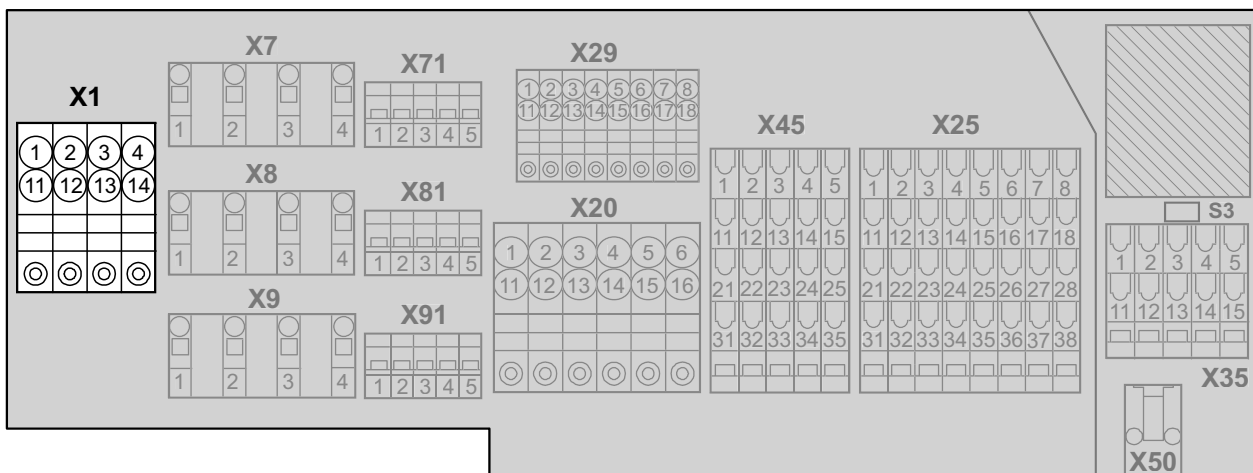 X1
1 2 3 4
11 12 13 14
X7
1 2 3 4
X8
1 2 3 4
X9
1 2 3 4
X71
1 2 3 4 5
X81
1 2 3 4 5
X91
1 2 3 4 5
X29
1 2 3 4 5 6 7 8
11 12 13 14 15 16 17 18
X20
1 2 3 4 5 6
11 12 13 14 15 16
X45
1 2 3 4 5
11 12 13 14 15
21 22 23 24 25
31 32 33 34 35
X25
1 2 3 4 5 6 7 8
11 12 13 14 15 16 17 18
21 22 23 24 25 26 27 28
31 32 33 34 35 36 37 38
S3
1 2 3 4 5
11 12 13 14 15
X35
X50